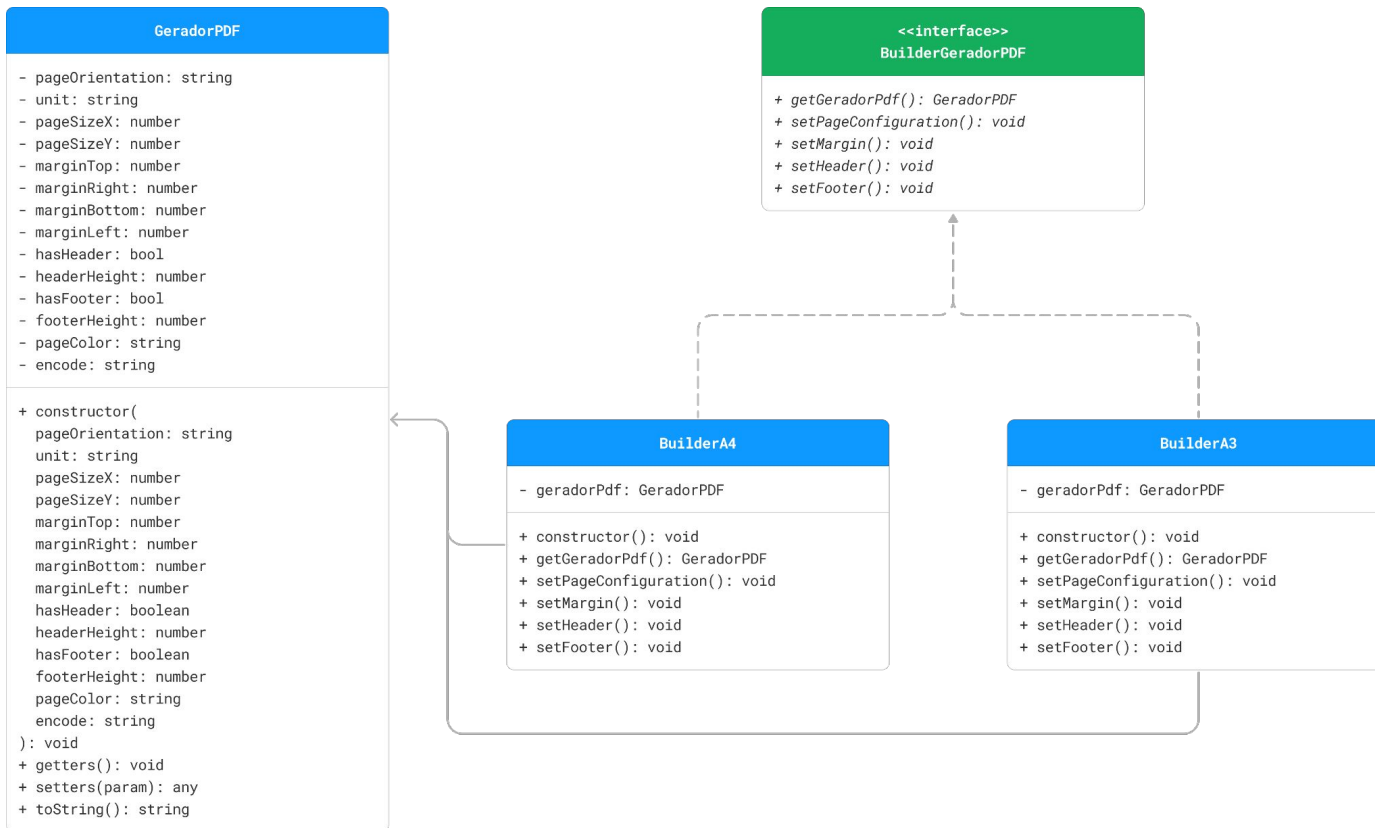 GeradorPDF
- pageOrientation: string
- unit: string
- pageSizeX: number
- pageSizeY: number
- marginTop: number
- marginRight: number
- marginBottom: number
- marginLeft: number
- hasHeader: bool
- headerHeight: number
- hasFooter: bool
- footerHeight: number
- pageColor: string
- encode: string
+ constructor(
pageOrientation: string
unit: string
pageSizeX: number
pageSizeY: number
marginTop: number
marginRight: number
marginBottom: number
marginLeft: number
hasHeader: boolean
headerHeight: number
hasFooter: boolean
footerHeight: number
pageColor: string
encode: string
): void
+ getters(): void
+ setters(param): any
+ toString(): string
<<interface>>
BuilderGeradorPDF
+ getGeradorPdf(): GeradorPDF
+ setPageConfiguration(): void
+ setMargin(): void
+ setHeader(): void
+ setFooter(): void
BuilderA4
- geradorPdf: GeradorPDF
+ constructor(): void
+ getGeradorPdf(): GeradorPDF
+ setPageConfiguration(): void
+ setMargin(): void
+ setHeader(): void
+ setFooter(): void
BuilderA3
- geradorPdf: GeradorPDF
+ constructor(): void
+ getGeradorPdf(): GeradorPDF
+ setPageConfiguration(): void
+ setMargin(): void
+ setHeader(): void
+ setFooter(): void